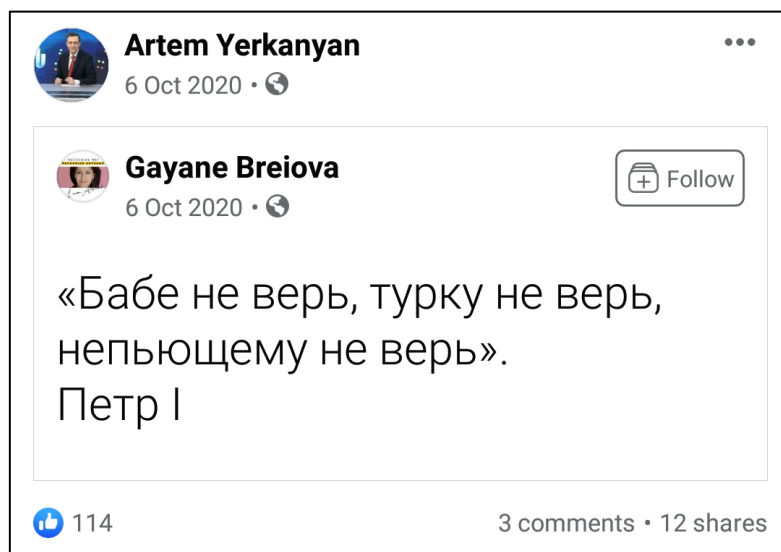 Artem Yerkanyan
6 Oct 2020 •
Gayane Breiova
6 Oct 2020 •
Follow
«Бабе не верь, турку не верь,
непьющему не верь».
Петр I
114
3 comments • 12 shares